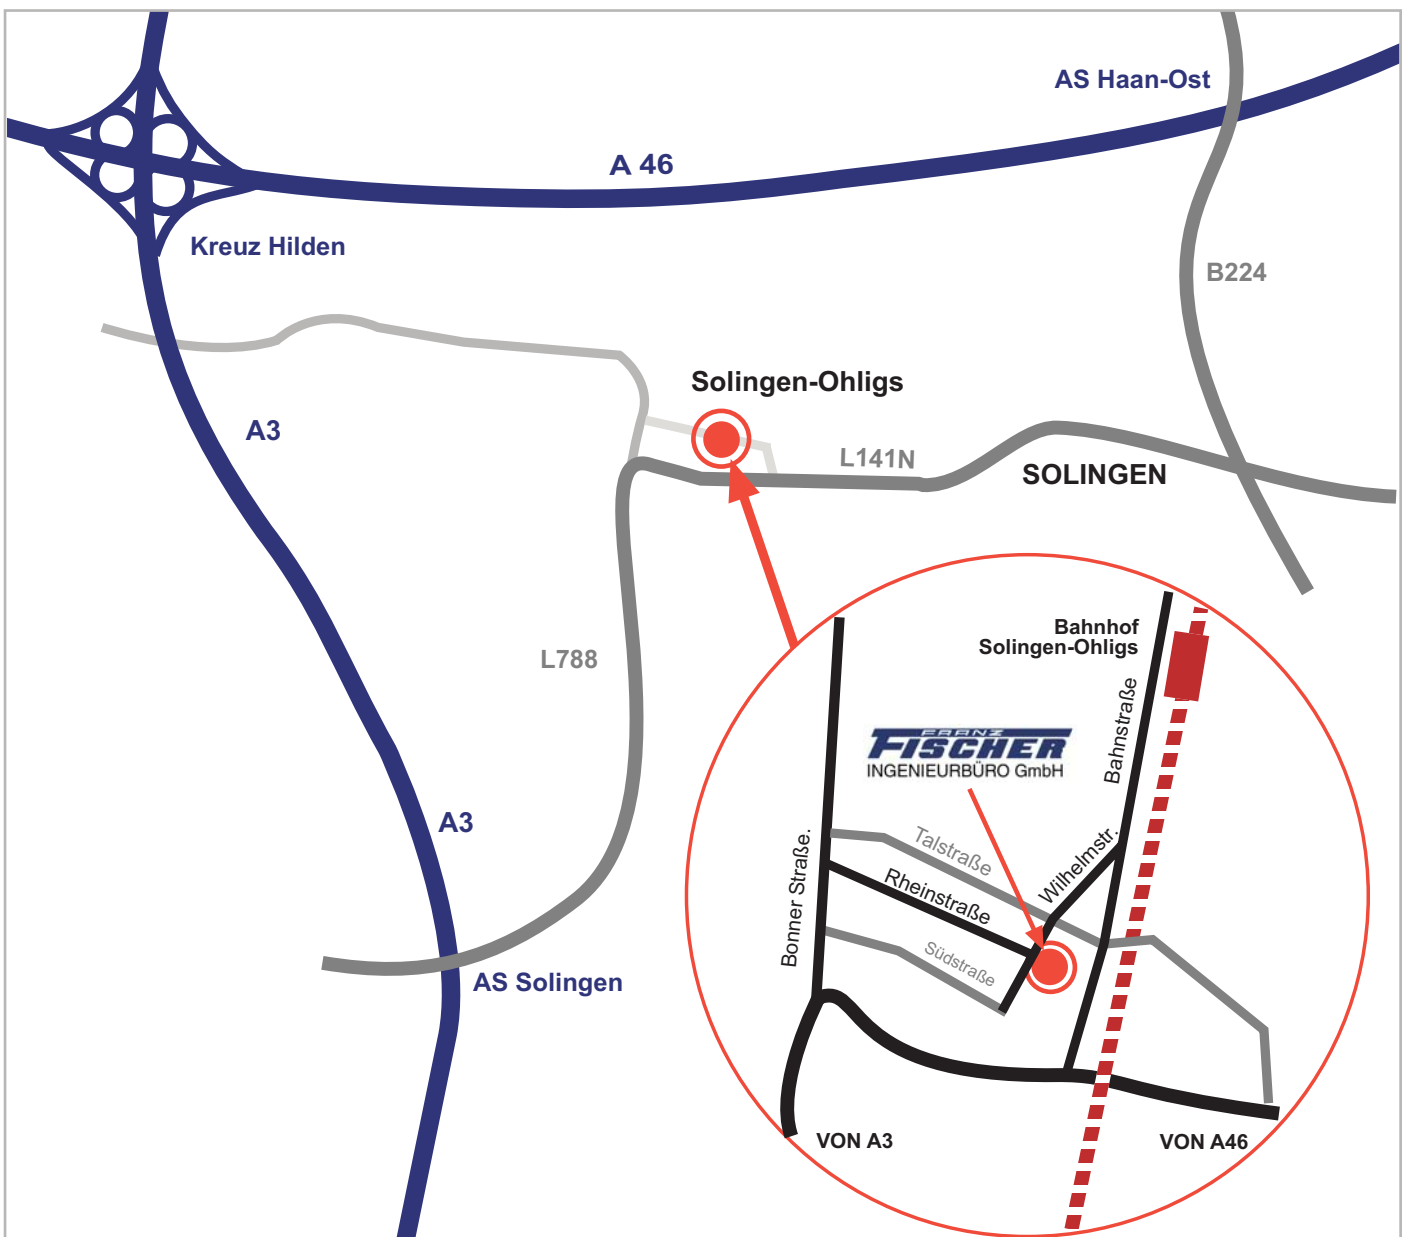 AS Haan-Ost
A 46
Kreuz Hilden
B224
Solingen-Ohligs
A3
L141N
SOLINGEN
Bahnhof
Solingen-Ohligs
L788
Bahnstraße
FRANZ
FISCHER
INGENIEURBÜRO GmbH
A3
Talstraße
Wilhelmstr.
Bonner Straße.
Rheinstraße
Südstraße
AS Solingen
VON A3
VON A46